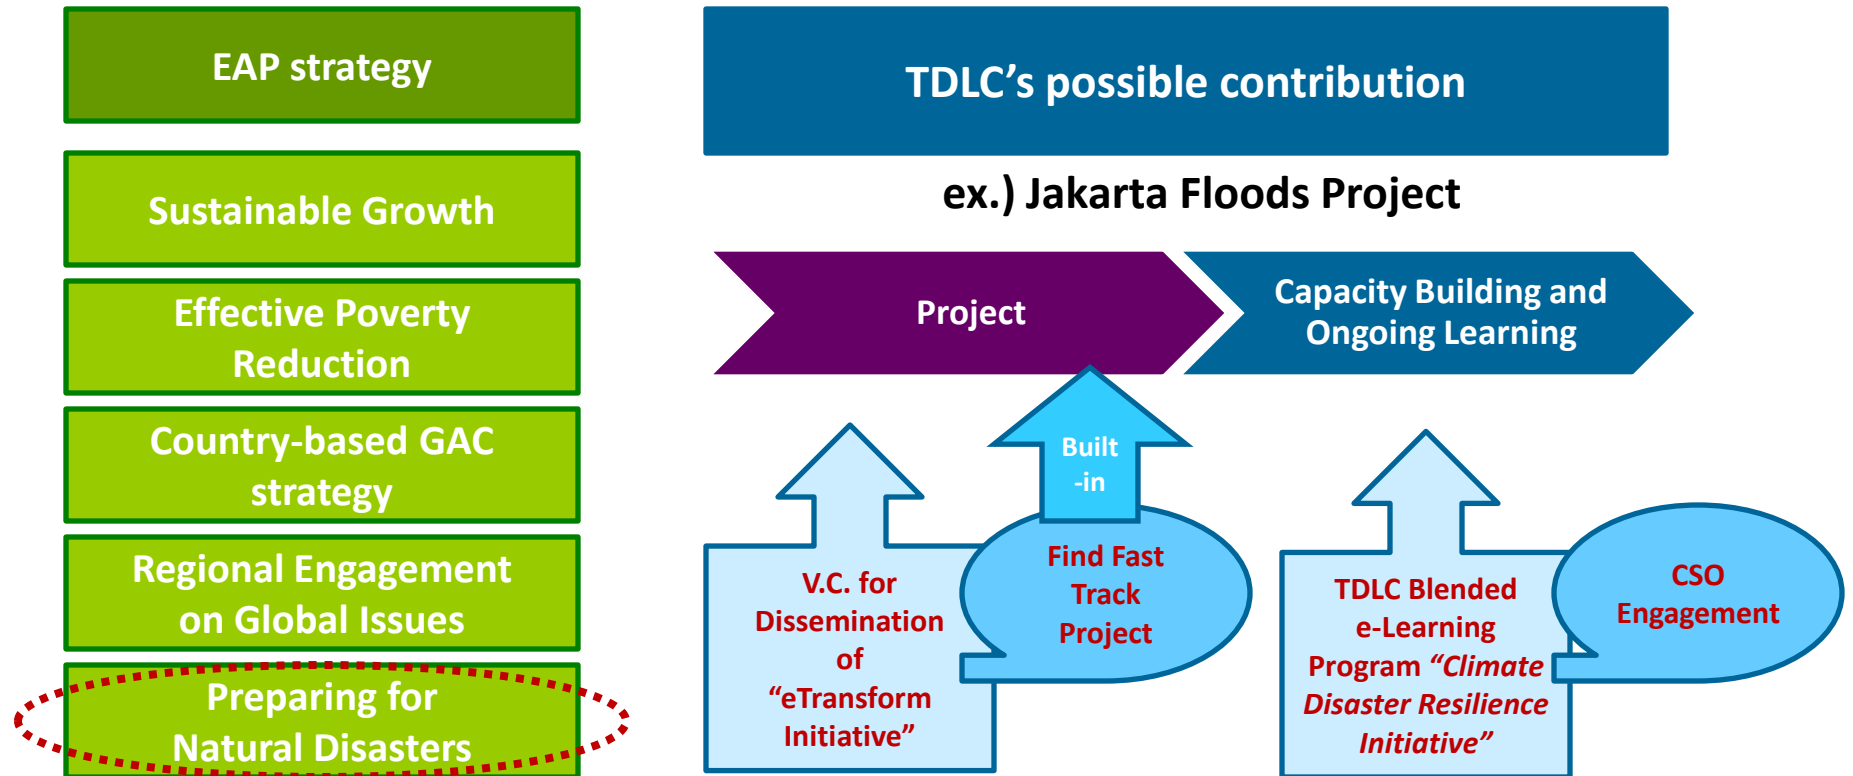 EAP strategy
Sustainable Growth
Effective Poverty
Reduction
Country-based GAC
strategy
Regional Engagement
on Global Issues
Preparing for
Natural Disasters
TDLC’s possible contribution
ex.) Jakarta Floods Project
Project
Capacity Building and
Ongoing Learning
Built
-in
V.C. for
Dissemination
of
“eTransform
Initiative”
Find Fast
Track
Project
TDLC Blended
e-Learning
Program “Climate
Disaster Resilience
Initiative”
CSO
Engagement